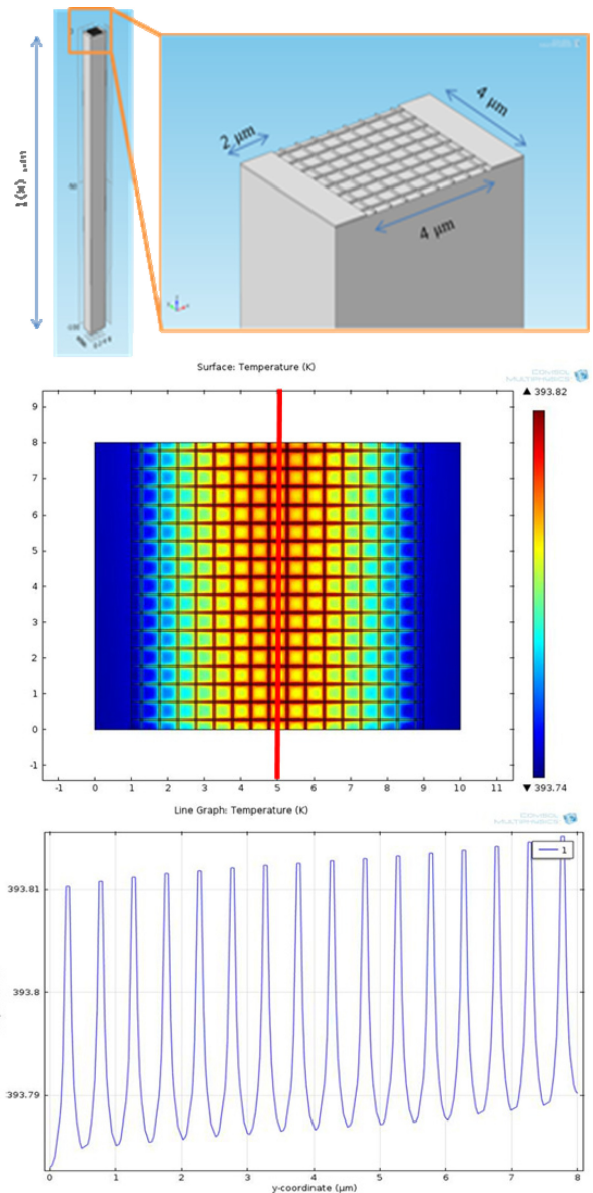 2 µm
4 µm
4 µm
Surface: Temperature (K)
COMSOL
MULTIPHYSICS
▲ 393.82
9
8
7
6
5
4
3
2
1
0
-1
-1 0 1 2 3 4 5 6 7 8 9 10 11
▼ 393.74
Line Graph: Temperature (K)
COMSOL
MULTIPHYSICS
1
393.81
393.8
393.79
0 1 2 3 4 5 6 7 8
y-coordinate (µm)